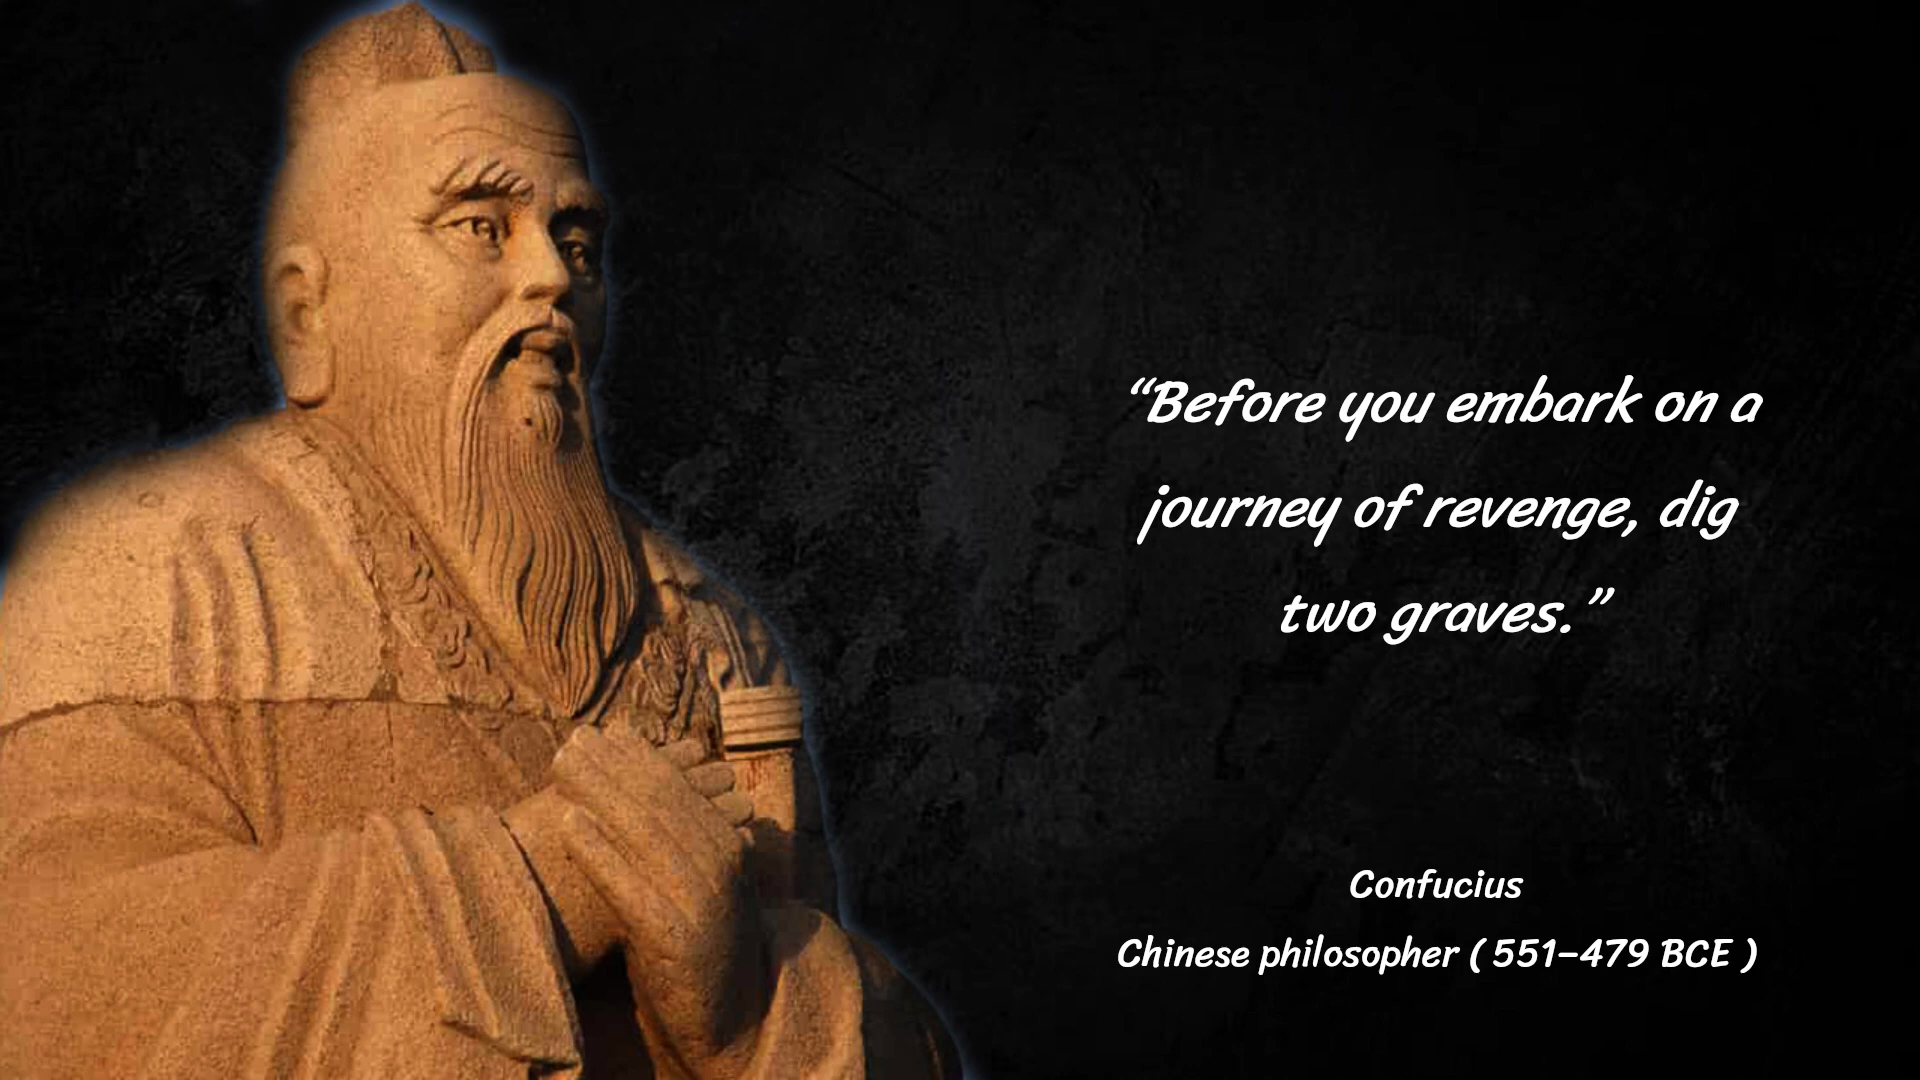 “Before you embark on a
journey of revenge, dig
two graves.”
Confucius
Chinese philosopher ( 551–479 BCE )